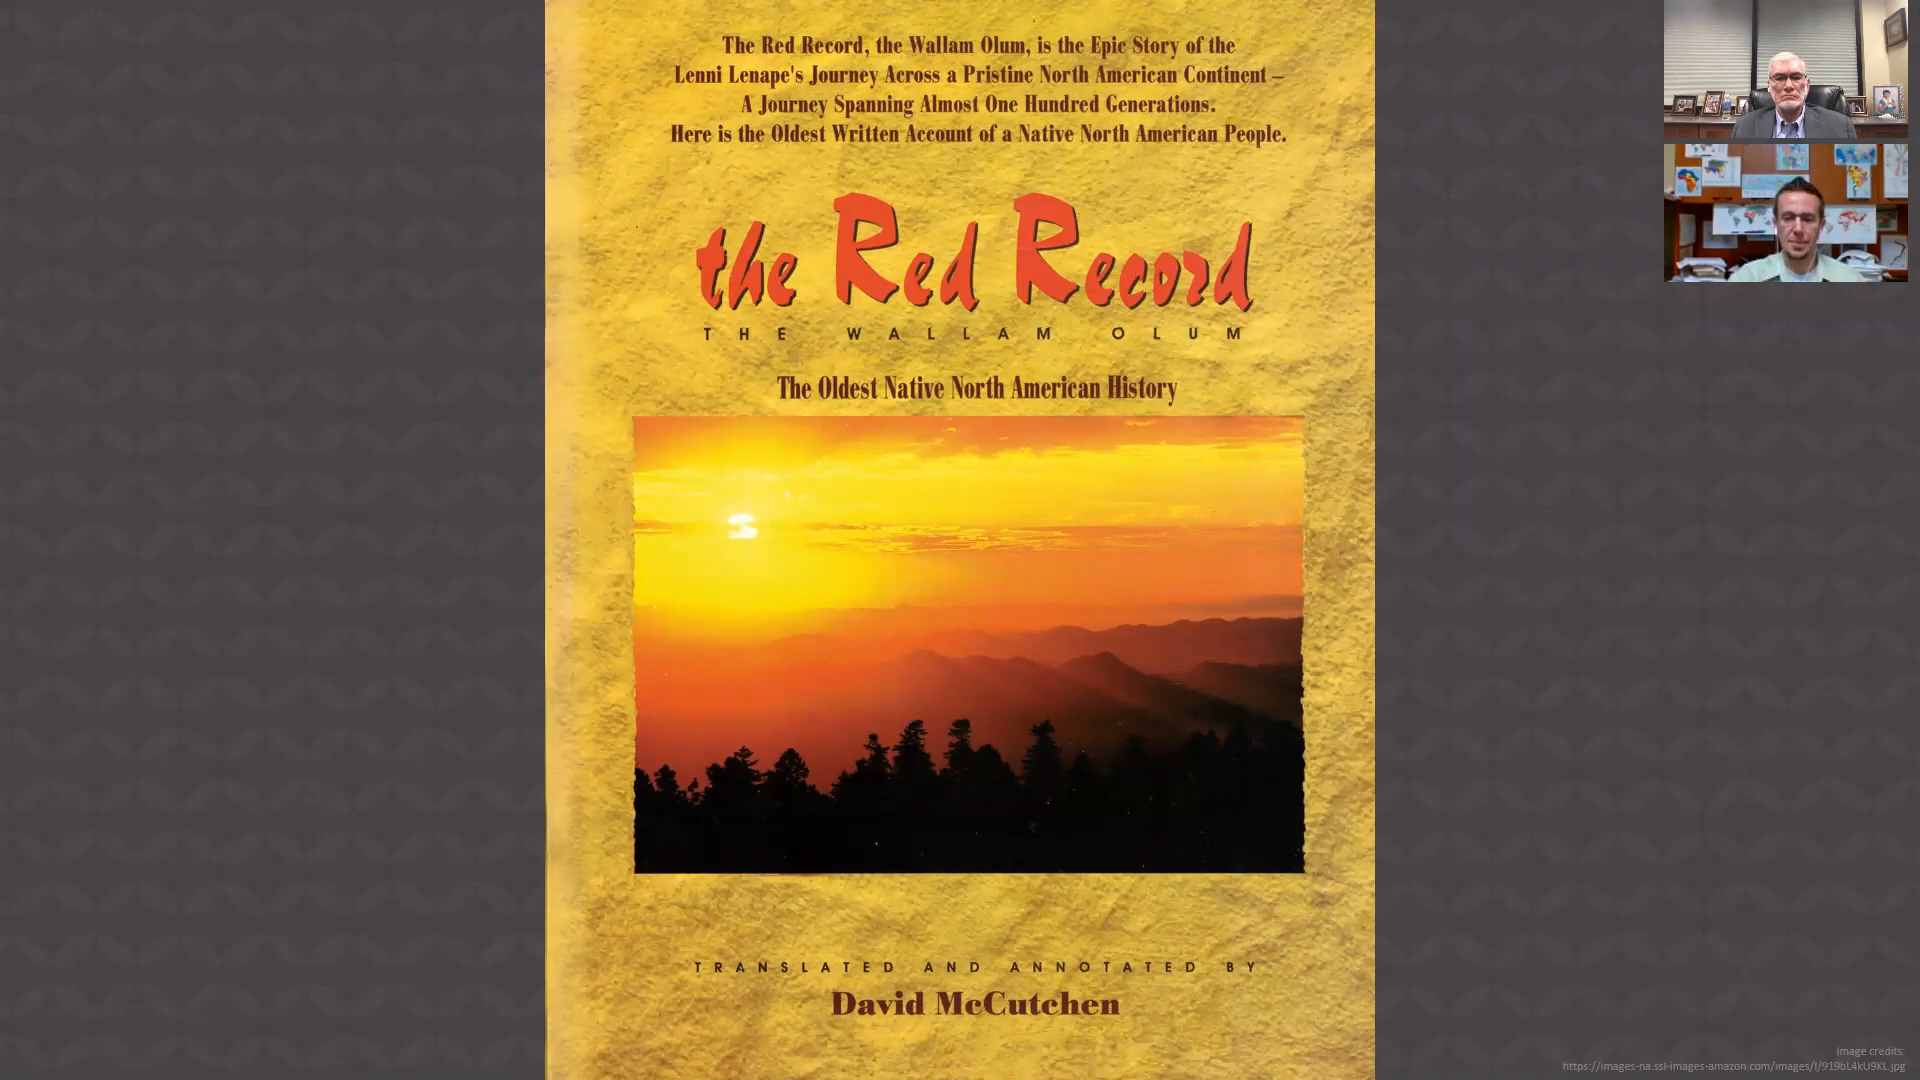 The Red Record, the Wallam Olum, is the Epic Story of the
Lenni Lenape's Journey Across a Pristine North American Continent –
A Journey Spanning Almost One Hundred Generations.
Here is the Oldest Written Account of a Native North American People.
the Red Record
THE WALLAM OLUM
The Oldest Native North American History
TRANSLATED AND ANNOTATED BY
David McCutchen
Image credits:
https://images-na.ssl-images-amazon.com/images/I/919bL4kU9KL.jpg